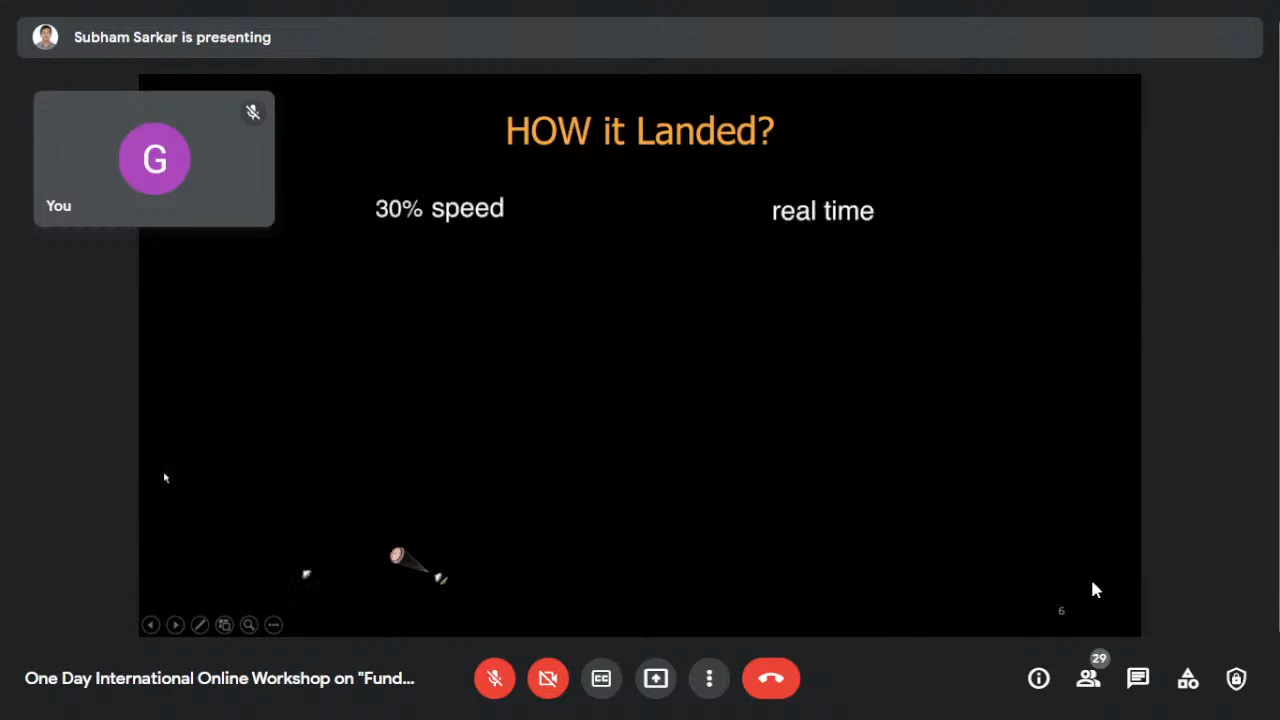 Subham Sarkar is presenting
G
You
HOW it Landed?
30% speed
real time
6
One Day International Online Workshop on "Fund...
CC
29